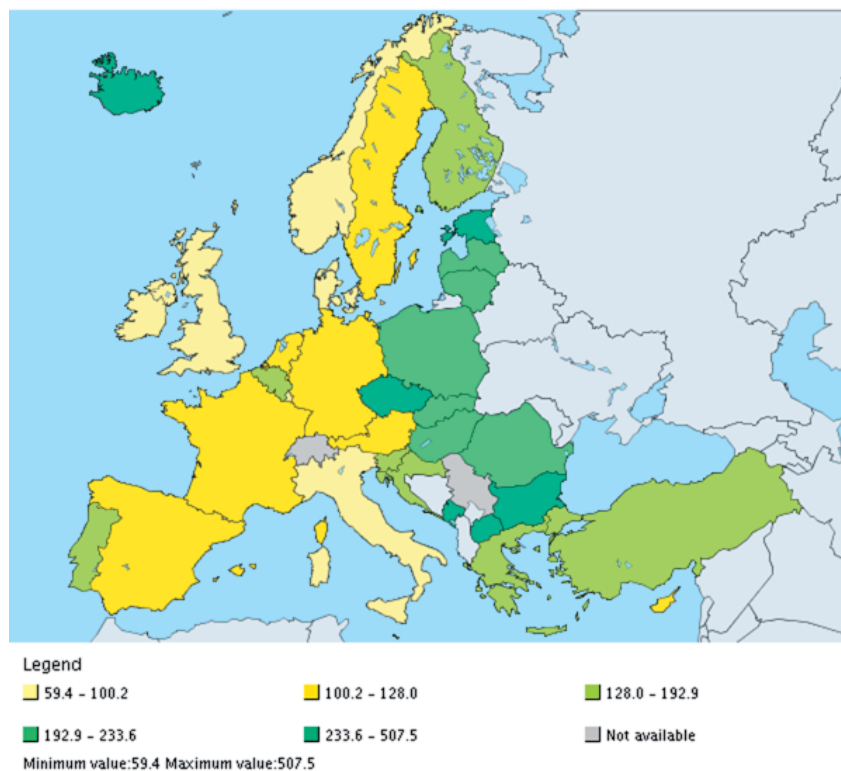 Legend
59.4 - 100.2
100.2 - 128.0
128.0 - 192.9
192.9 - 233.6
233.6 - 507.5
Not available
Minimum value:59.4 Maximum value:507.5